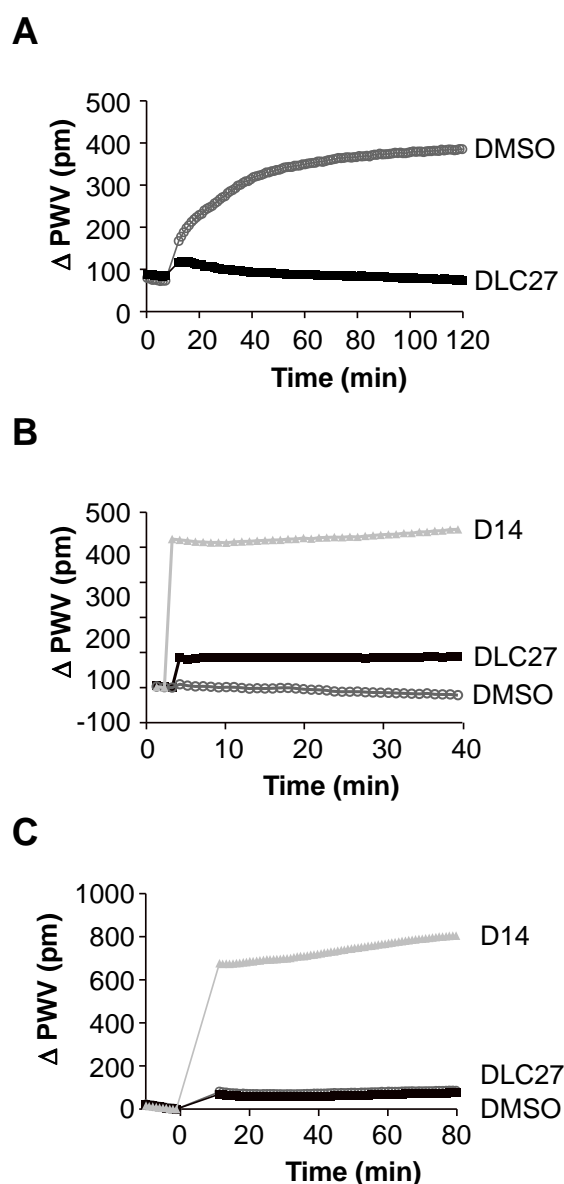 A
500
400
300
200
100
0
Δ PWV (pm)
DMSO
DLC27
0 20 40 60 80 100 120
Time (min)
B
500
400
300
200
100
-100
Δ PWV (pm)
D14
DLC27
DMSO
0 10 20 30 40
Time (min)
C
1000
800
600
400
200
0
Δ PWV (pm)
D14
DLC27
DMSO
0 20 40 60 80
Time (min)